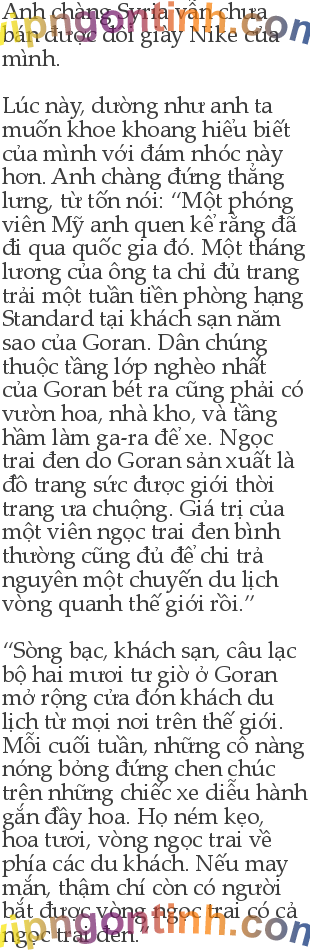 Anh chàng Syria vẫn chưa
bán được đôi giày Nike của
mình.
Lúc này, dường như anh ta
muốn khoe khoang hiểu biết
của mình với đám nhóc này
hơn. Anh chàng đứng thẳng
lưng, từ tốn nói: “Một phóng
viên Mỹ anh quen kể rằng đã
đi qua quốc gia đó. Một tháng
lương của ông ta chỉ đủ trang
trải một tuần tiền phòng hạng
Standard tại khách sạn năm
sao của Goran. Dân chúng
thuộc tầng lớp nghèo nhất
của Goran bét ra cũng phải có
vườn hoa, nhà kho, và tầng
hầm làm ga-ra để xe. Ngọc
trai đen do Goran sản xuất là
đồ trang sức được giới thời
trang ưa chuộng. Giá trị của
một viên ngọc trai đen bình
thường cũng đủ để chi trả
nguyên một chuyến du lịch
vòng quanh thế giới rồi.”
“Sòng bạc, khách sạn, câu lạc
bộ hai mươi tư giờ ở Goran
mở rộng cửa đón khách du
lịch từ mọi nơi trên thế giới.
Mỗi cuối tuần, những cô nàng
nóng bỏng đứng chen chúc
trên những chiếc xe diễu hành
gắn đầy hoa. Họ ném kẹo,
hoa tươi, vòng ngọc trai về
phía các du khách. Nếu may
mắn, thậm chí còn có người
bắt được vòng ngọc trai có cả
ngọc trai đen.”
vipngontinh.com
vipngontinh.com